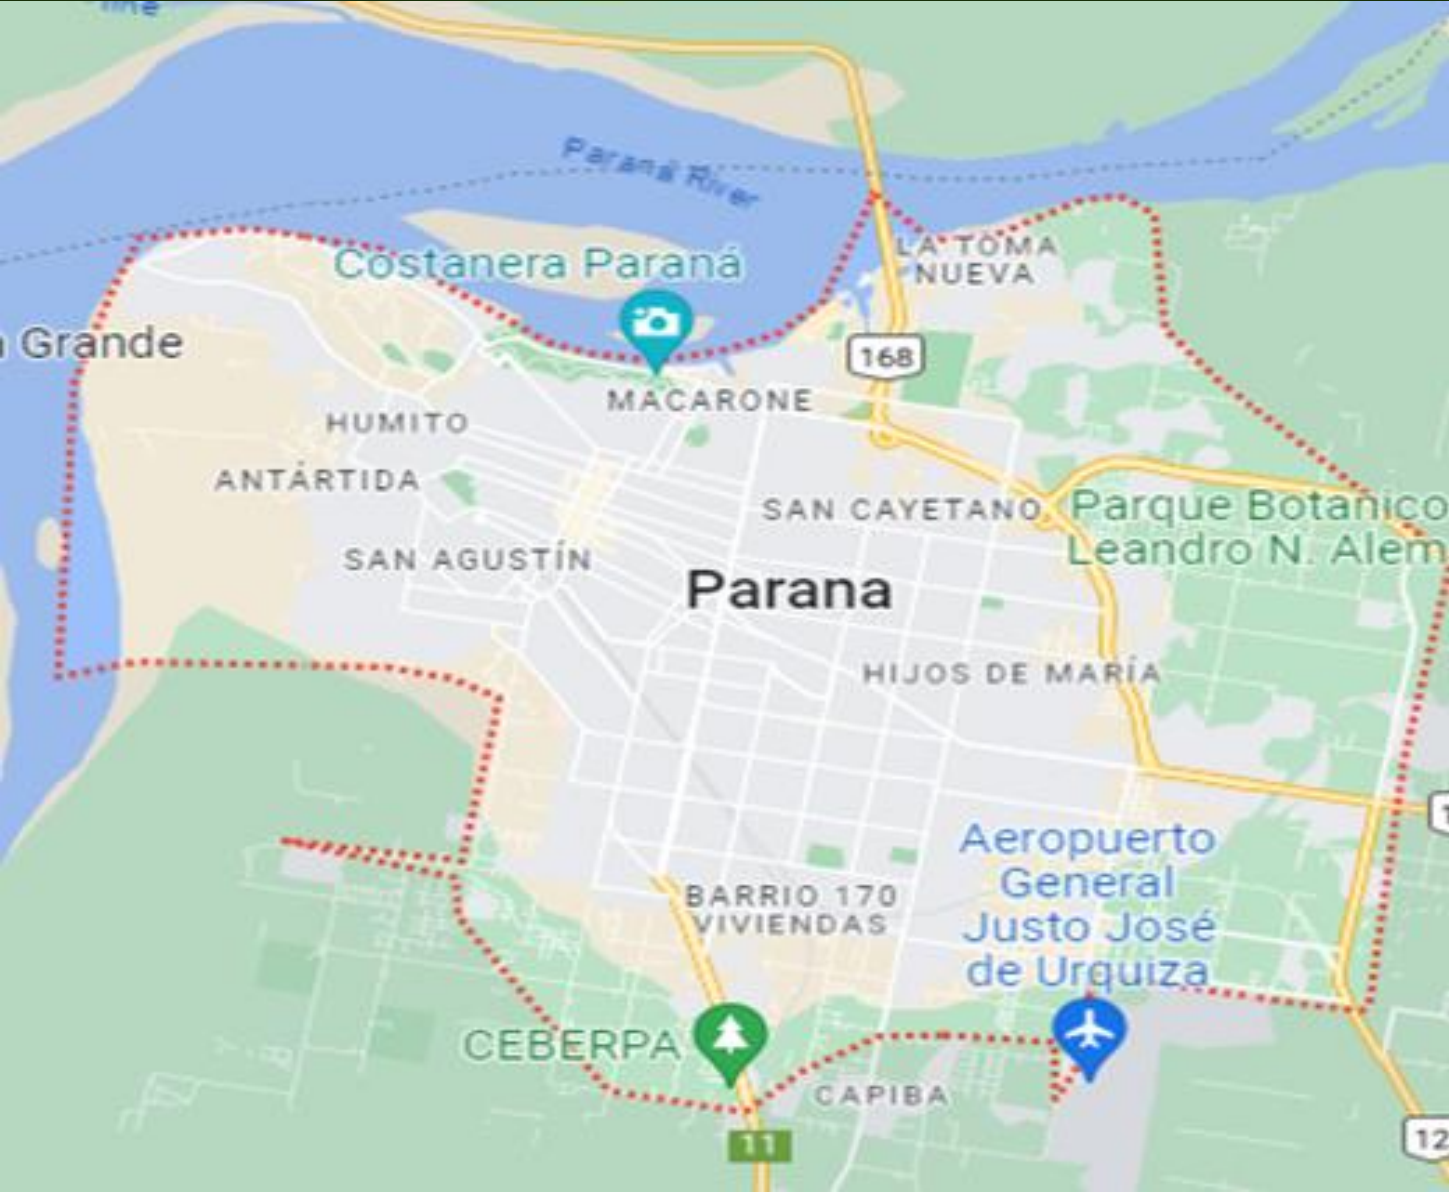 Paraná River
LA TOMA
NUEVA
Costanera Paraná
Grande
168
MACARONE
HUMITO
ANTÁRTIDA
SAN CAYETANO
Parque Botanico
Leandro N. Alem
SAN AGUSTÍN
Parana
HIJOS DE MARÍA
Aeropuerto
General
Justo José
de Urquiza
BARRIO 170
VIVIENDAS
CEBERPA
CAPIBA
11
12